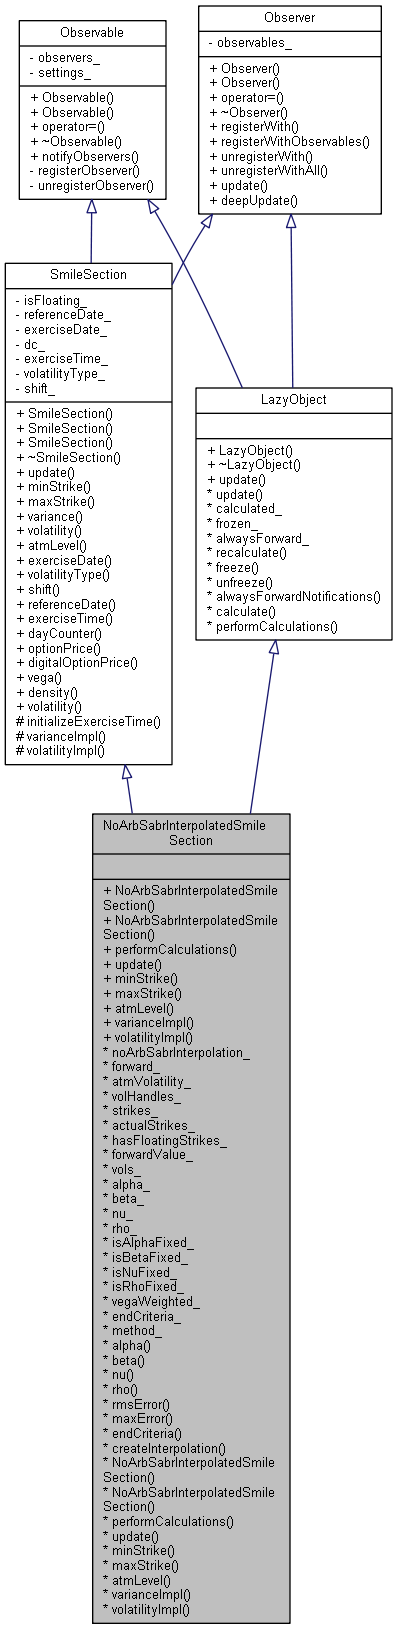 Observable
- observers_
- settings_
+ Observable()
+ Observable()
+ operator=()
+ ~Observable()
+ notifyObservers()
- registerObserver()
- unregisterObserver()
Observer
- observables_
+ Observer()
+ Observer()
+ operator=()
+ ~Observer()
+ registerWith()
+ registerWithObservables()
+ unregisterWith()
+ unregisterWithAll()
+ update()
+ deepUpdate()
SmileSection
- isFloating_
- referenceDate_
- exerciseDate_
- dc_
- exerciseTime_
- volatilityType_
- shift_
+ SmileSection()
+ SmileSection()
+ SmileSection()
+ ~SmileSection()
+ update()
+ minStrike()
+ maxStrike()
+ variance()
+ volatility()
+ atmLevel()
+ exerciseDate()
+ volatilityType()
+ shift()
+ referenceDate()
+ exerciseTime()
+ dayCounter()
+ optionPrice()
+ digitalOptionPrice()
+ vega()
+ density()
+ volatility()
# initializeExerciseTime()
# varianceImpl()
# volatilityImpl()
LazyObject
+ LazyObject()
+ ~LazyObject()
+ update()
* update()
* calculated_
* frozen_
* alwaysForward_
* recalculate()
* freeze()
* unfreeze()
* alwaysForwardNotifications()
* calculate()
* performCalculations()
NoArbSabrInterpolatedSmile
Section
+ NoArbSabrInterpolatedSmile
Section()
+ NoArbSabrInterpolatedSmile
Section()
+ performCalculations()
+ update()
+ minStrike()
+ maxStrike()
+ atmLevel()
+ varianceImpl()
+ volatilityImpl()
* noArbSabrInterpolation_
* forward_
* atmVolatility_
* volHandles_
* strikes_
* actualStrikes_
* hasFloatingStrikes_
* forwardValue_
* vols_
* alpha_
* beta_
* nu_
* rho_
* isAlphaFixed_
* isBetaFixed_
* isNuFixed_
* isRhoFixed_
* vegaWeighted_
* endCriteria_
* method_
* alpha()
* beta()
* nu()
* rho()
* rmsError()
* maxError()
* endCriteria()
* createInterpolation()
* NoArbSabrInterpolatedSmile
Section()
* NoArbSabrInterpolatedSmile
Section()
* performCalculations()
* update()
* minStrike()
* maxStrike()
* atmLevel()
* varianceImpl()
* volatilityImpl()